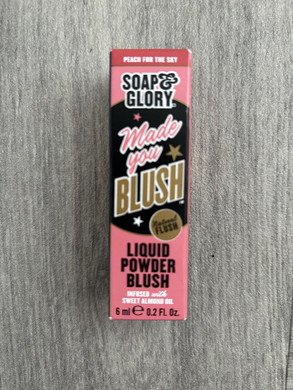 PEACH FOR THE SKY
SOAP &
GLORY
Made
you
BLUSH™
Natural
FLUSH
LIQUID
POWDER
BLUSH
INFUSED with
SWEET ALMOND OIL
6 ml ℮ 0.2 Fl. Oz.